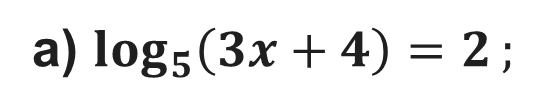 a) log₅(3x + 4) = 2 ;